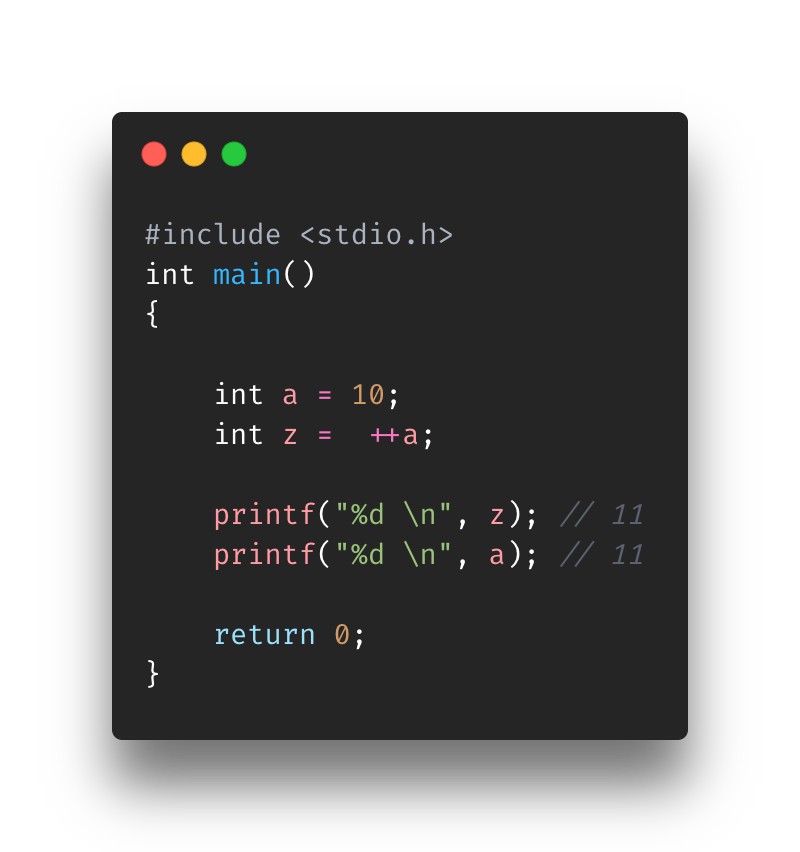 #include <stdio.h>
int main()
{
    int a = 10;
    int z =  ++a;
    printf("%d \n", z); // 11
    printf("%d \n", a); // 11
    return 0;
}